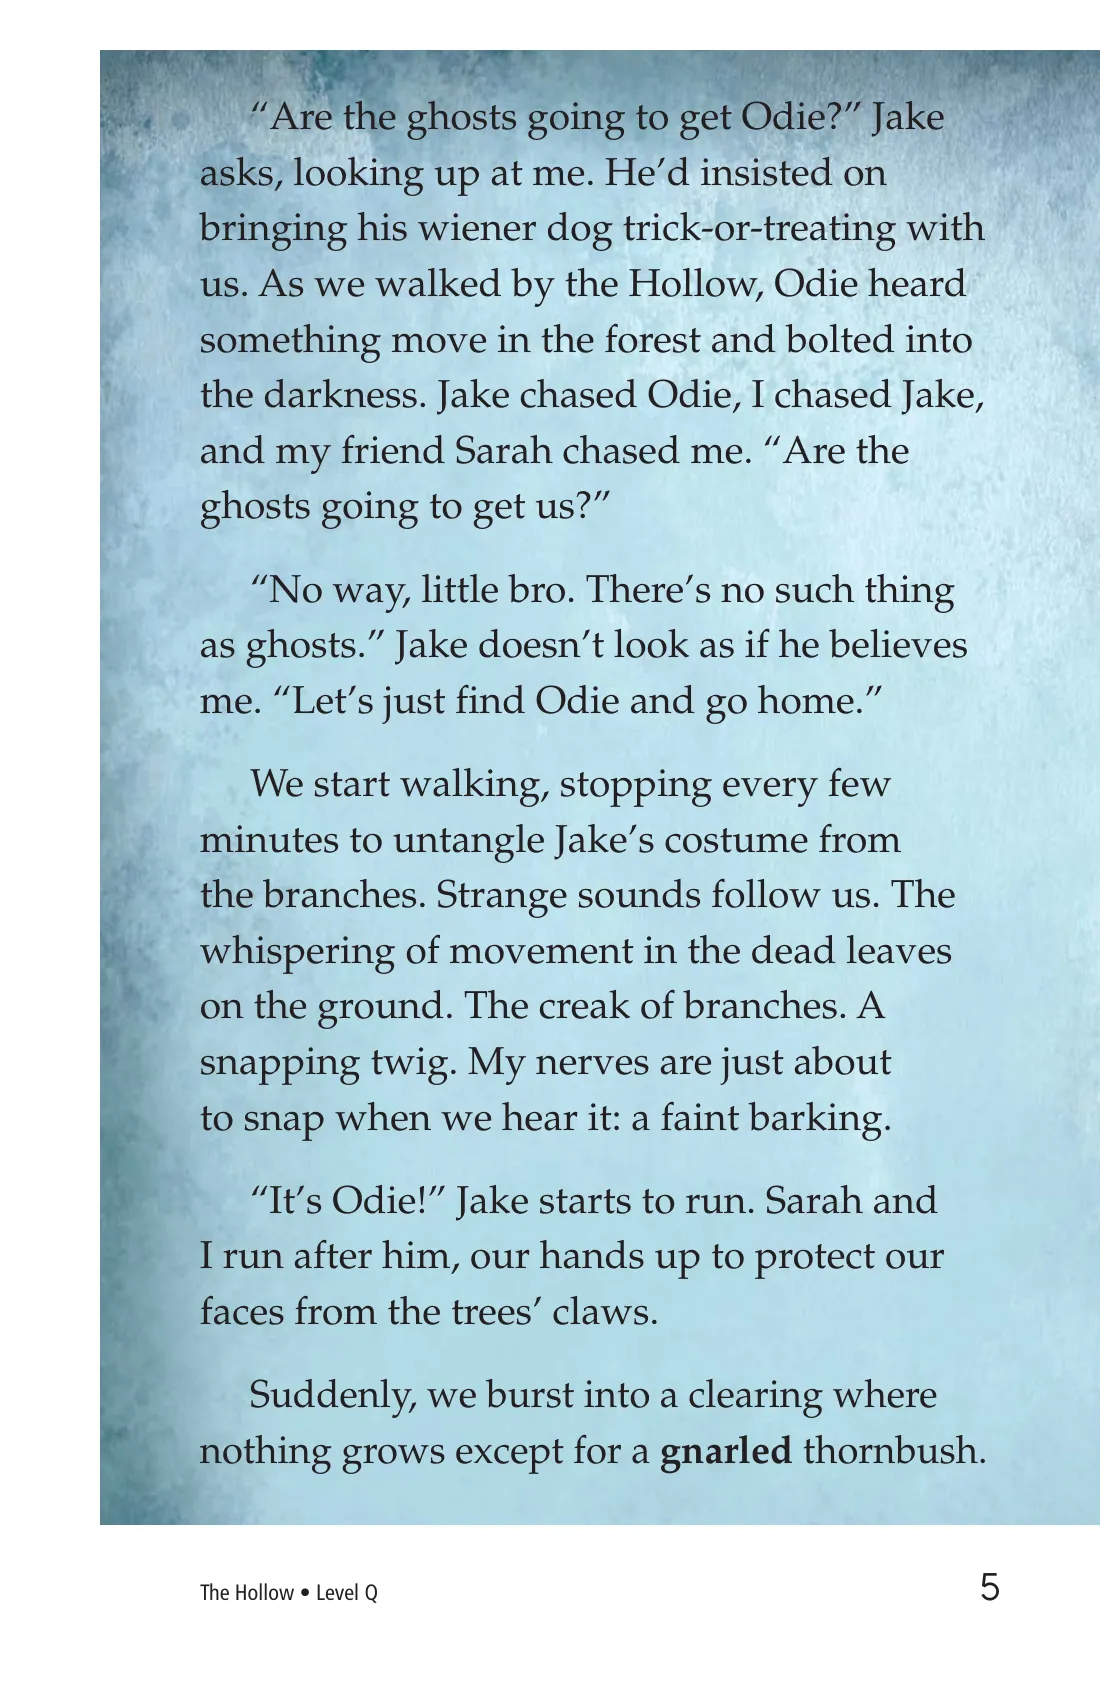 “Are the ghosts going to get Odie?” Jake
asks, looking up at me. He’d insisted on
bringing his wiener dog trick-or-treating with
us. As we walked by the Hollow, Odie heard
something move in the forest and bolted into
the darkness. Jake chased Odie, I chased Jake,
and my friend Sarah chased me. “Are the
ghosts going to get us?”
“No way, little bro. There’s no such thing
as ghosts.” Jake doesn’t look as if he believes
me. “Let’s just find Odie and go home.”
We start walking, stopping every few
minutes to untangle Jake’s costume from
the branches. Strange sounds follow us. The
whispering of movement in the dead leaves
on the ground. The creak of branches. A
snapping twig. My nerves are just about
to snap when we hear it: a faint barking.
“It’s Odie!” Jake starts to run. Sarah and
I run after him, our hands up to protect our
faces from the trees’ claws.
Suddenly, we burst into a clearing where
nothing grows except for a gnarled thornbush.
The Hollow • Level Q
5